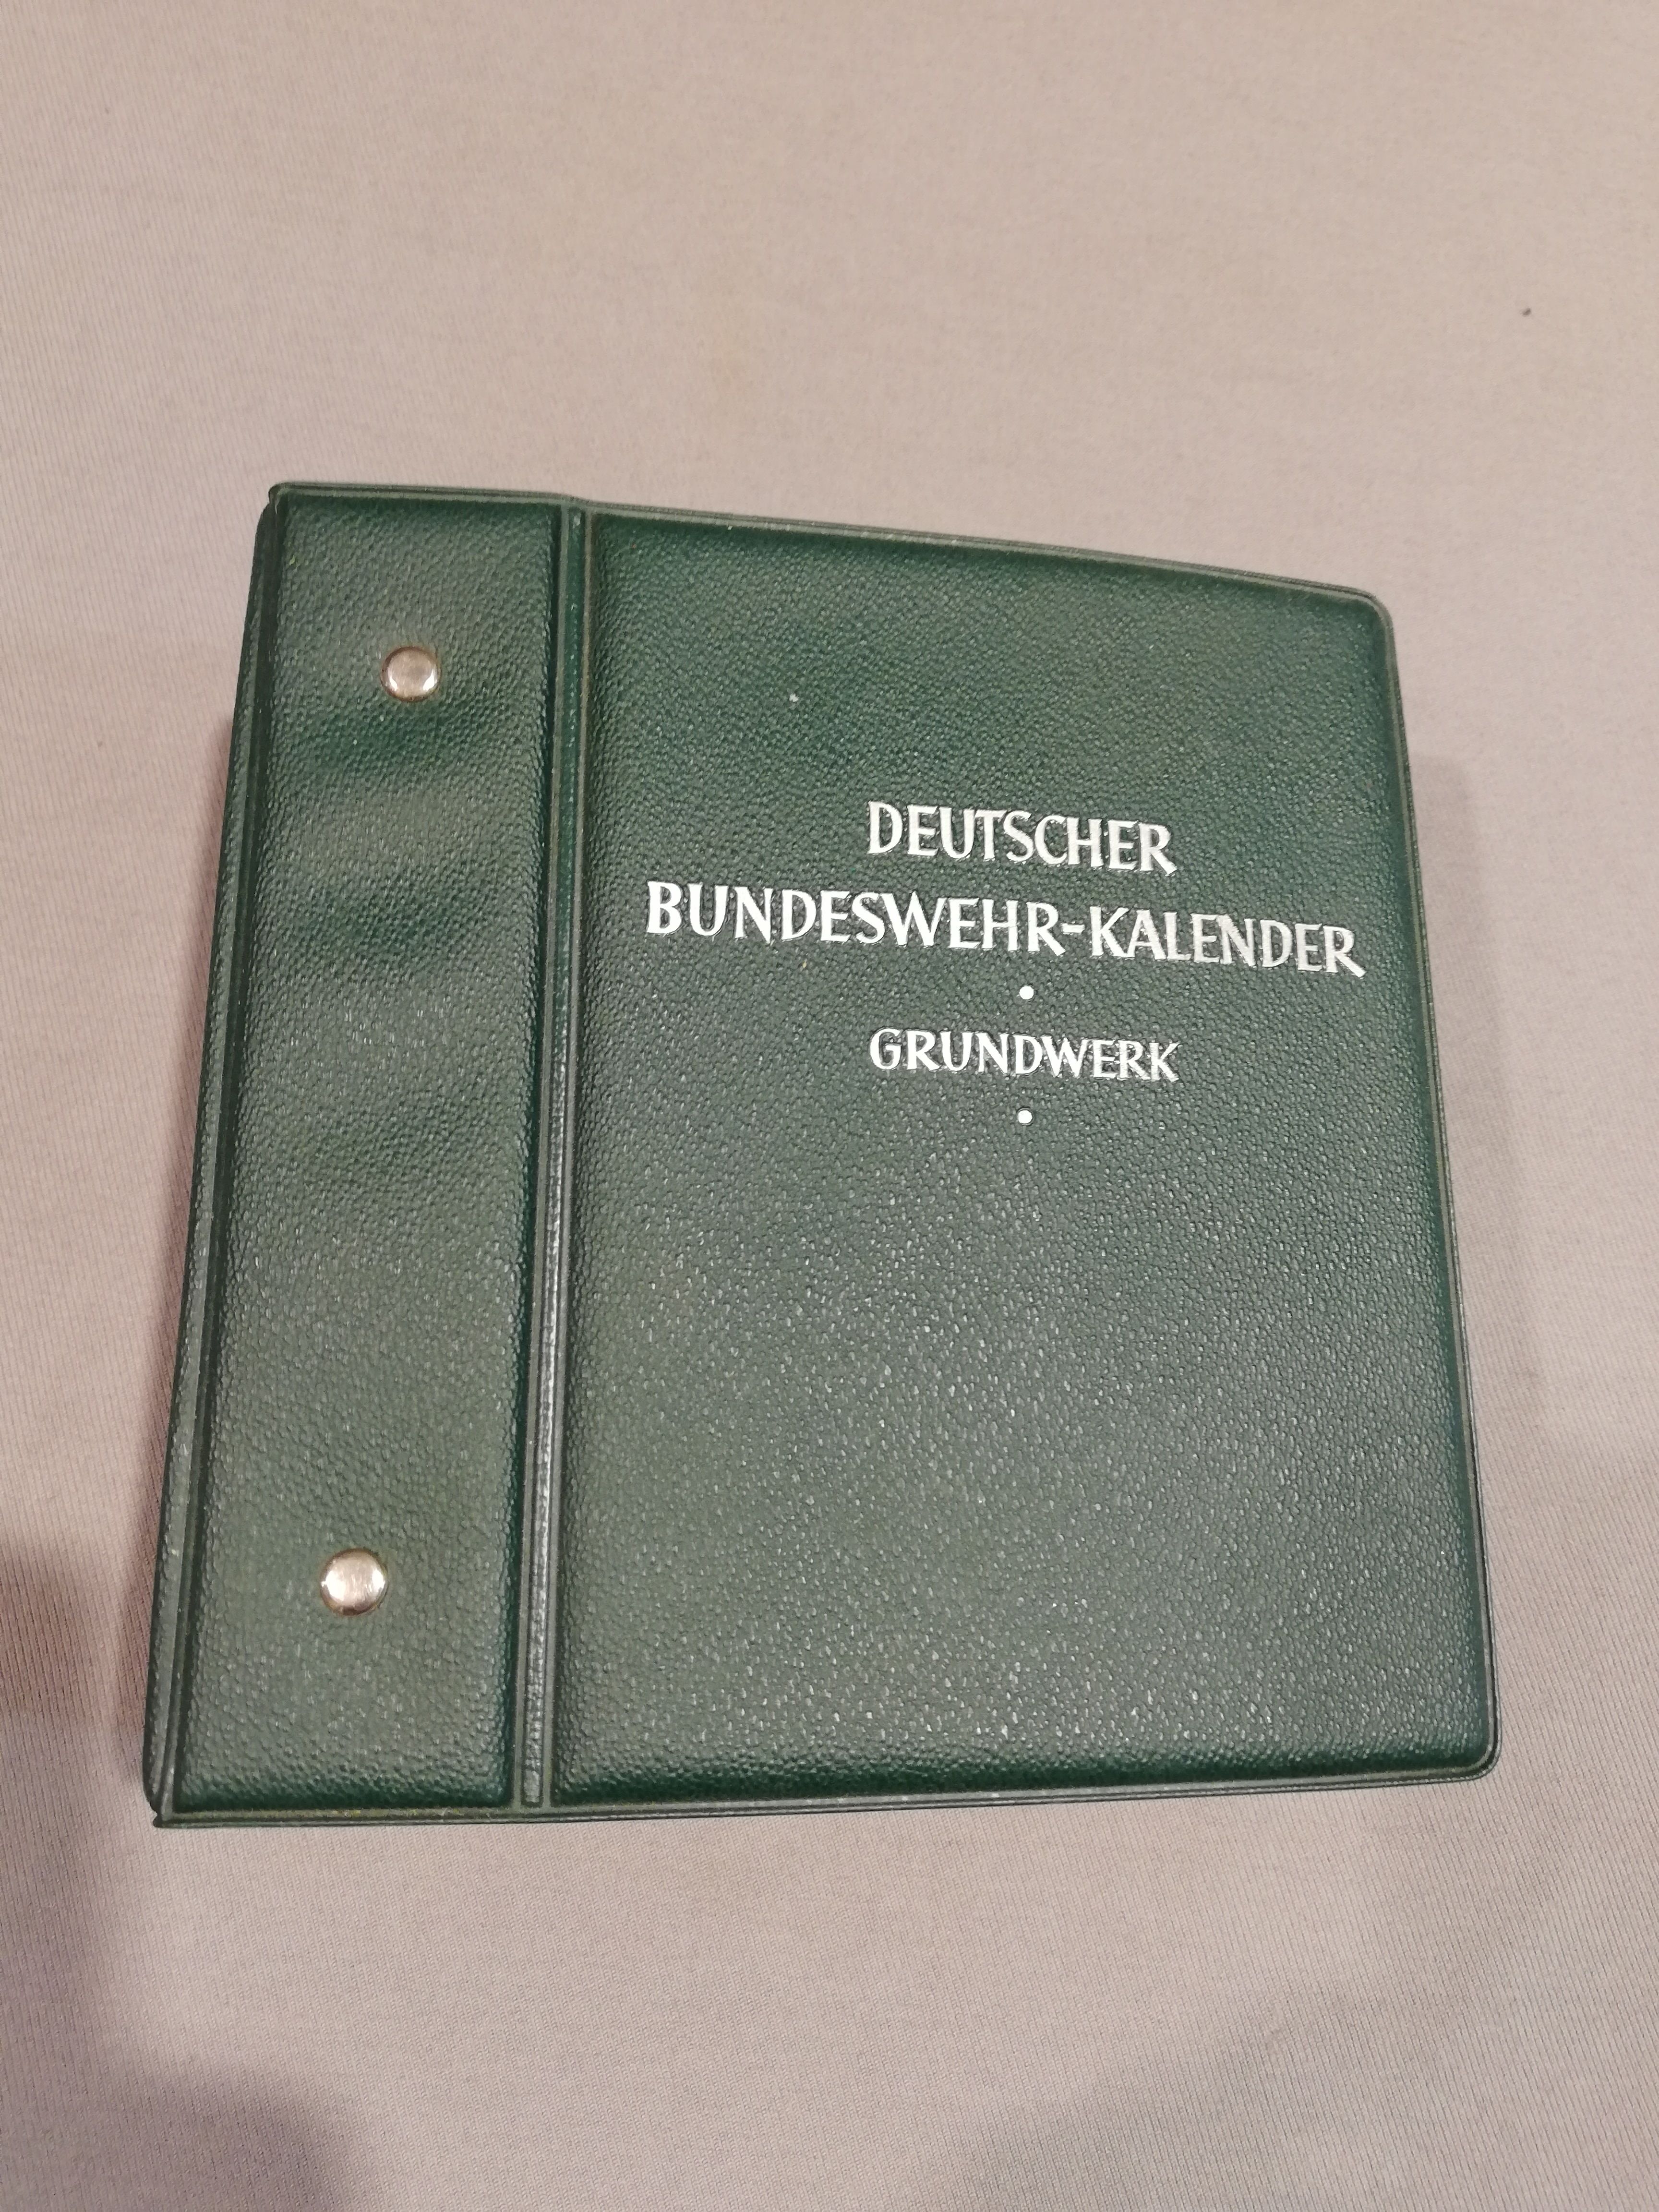 DEUTSCHER
BUNDESWEHR-KALENDER
•
GRUNDWERK
•